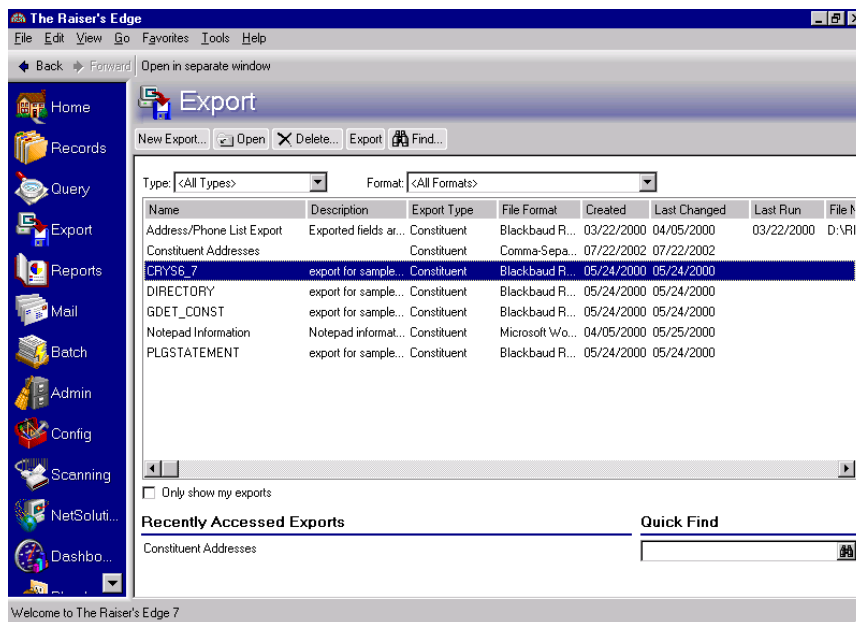 The Raiser's Edge
File Edit View Go Favorites Tools Help
Back Forward Open in separate window
Home
Records
Query
Export
Reports
Mail
Batch
Admin
Config
Scanning
NetSoluti...
Dashbo...
Export
New Export... Open Delete... Export Find...
Type: <All Types> Format: <All Formats>
Name Description Export Type File Format Created Last Changed Last Run File
Address/Phone List Export Exported fields ar... Constituent Blackbaud R... 03/22/2000 04/05/2000 03/22/2000 D:\
Constituent Addresses Constituent Comma-Sepa... 07/22/2002 07/22/2002
CRYS6_7 export for sample... Constituent Blackbaud R... 05/24/2000 05/24/2000
DIRECTORY export for sample... Constituent Blackbaud R... 05/24/2000 05/24/2000
GDET_CONST export for sample... Constituent Blackbaud R... 05/24/2000 05/24/2000
Notepad Information Notepad informat... Constituent Microsoft Wo... 04/05/2000 05/25/2000
PLGSTATEMENT export for sample... Constituent Blackbaud R... 05/24/2000 05/24/2000
Only show my exports
Recently Accessed Exports Quick Find
Constituent Addresses
Welcome to The Raiser's Edge 7